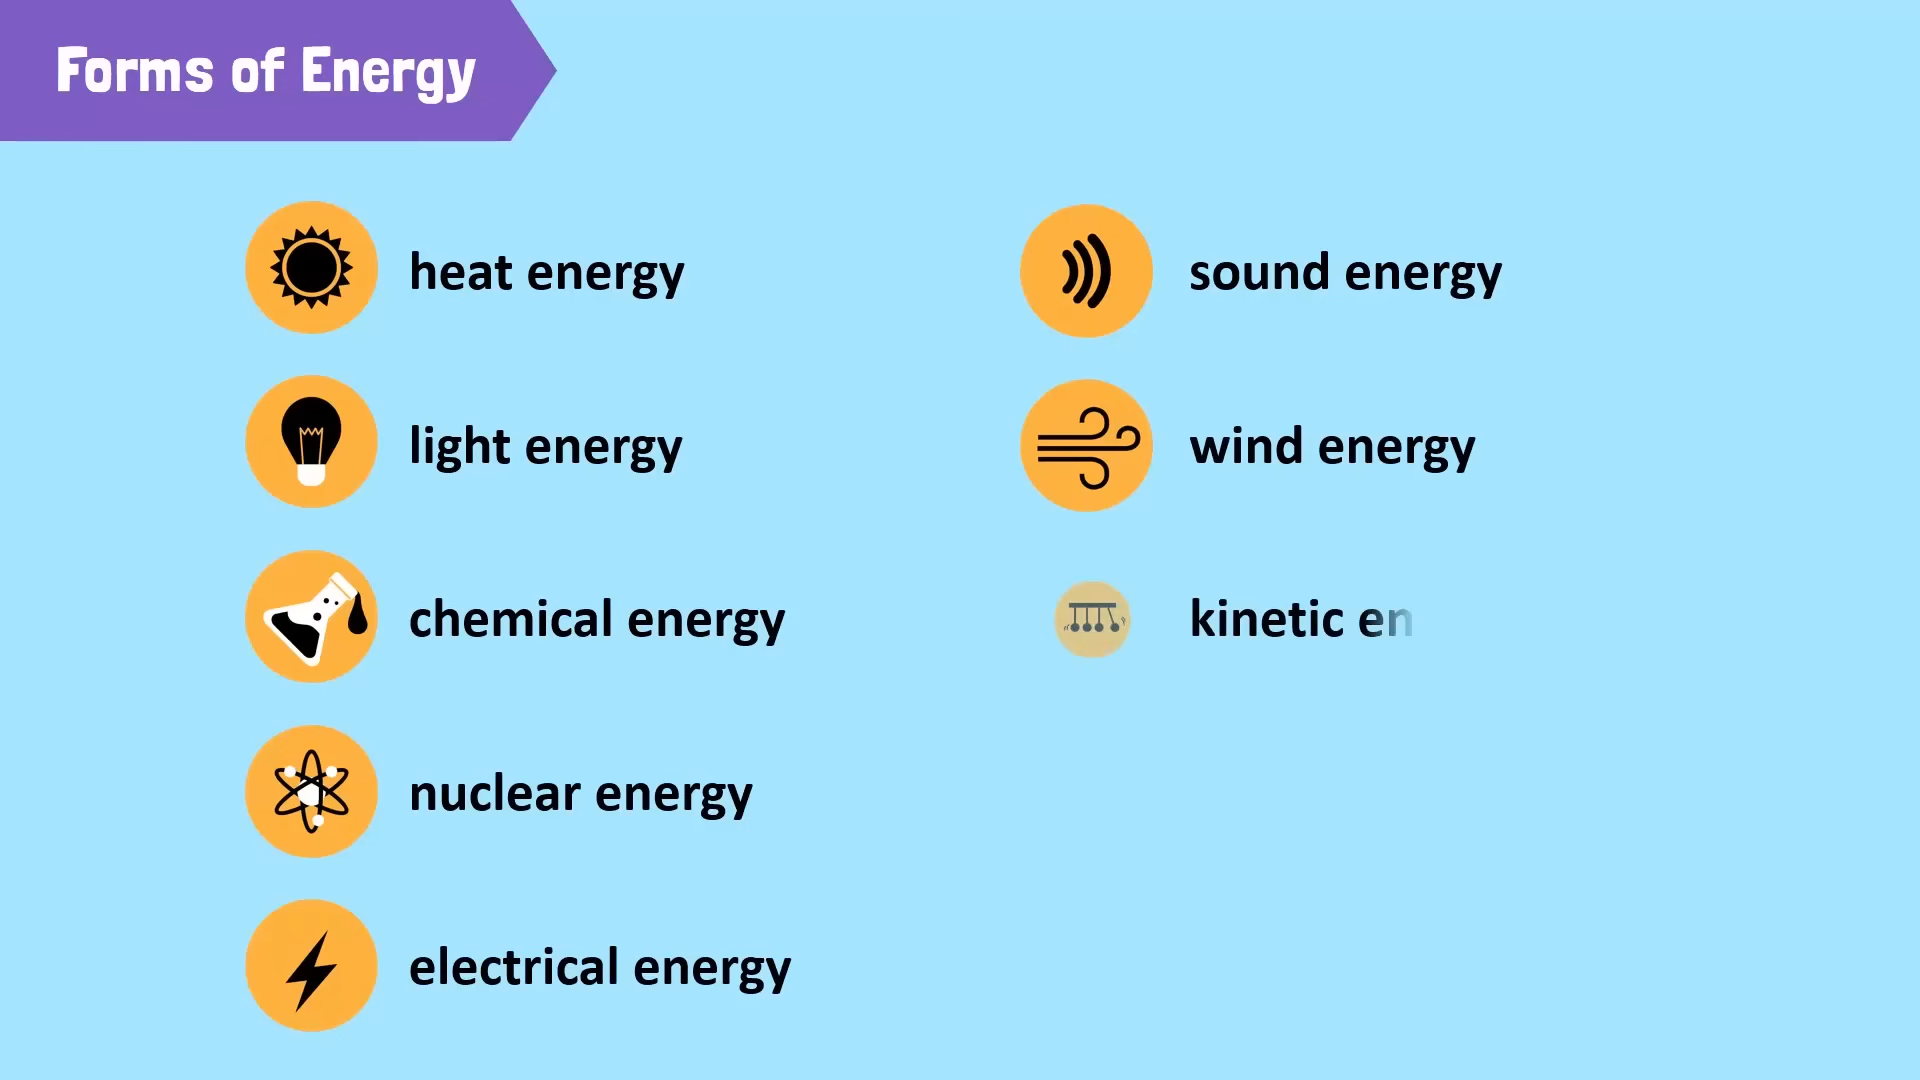 Forms of Energy
heat energy
light energy
chemical energy
nuclear energy
electrical energy
sound energy
wind energy
kinetic en